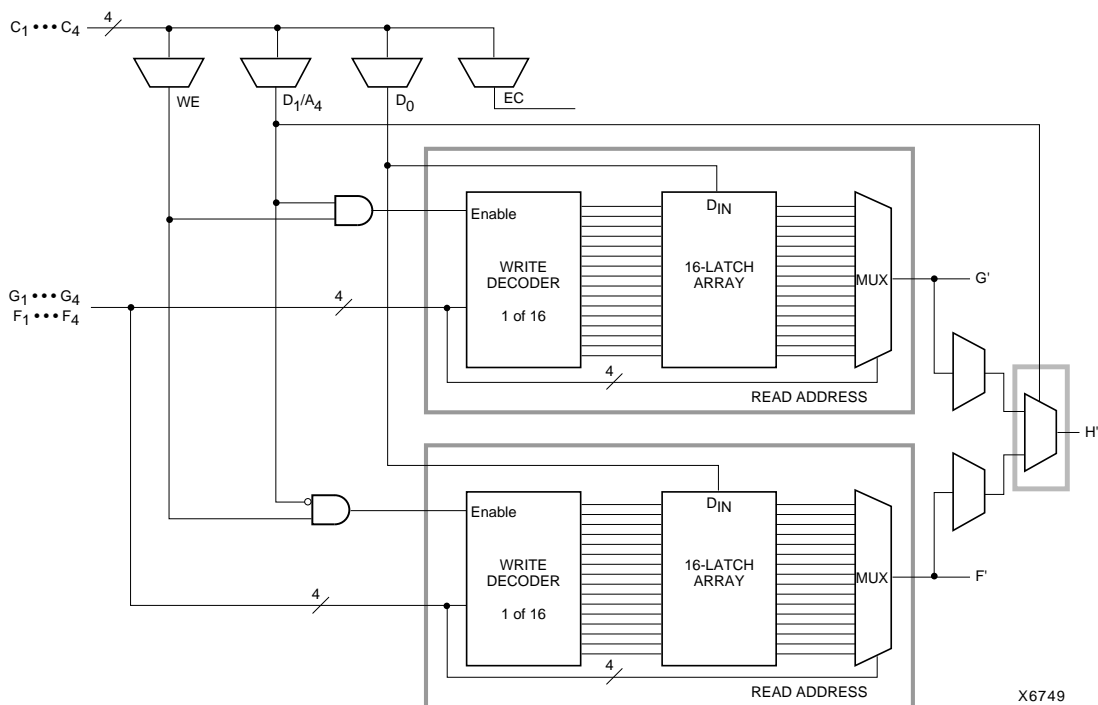 C1 ••• C4
4
WE
D1/A4
D0
EC
Enable
DIN
WRITE
DECODER
1 of 16
16-LATCH
ARRAY
MUX
G'
G1 ••• G4
F1 ••• F4
4
4
READ ADDRESS
H'
Enable
DIN
WRITE
DECODER
1 of 16
16-LATCH
ARRAY
MUX
F'
4
4
READ ADDRESS
X6749